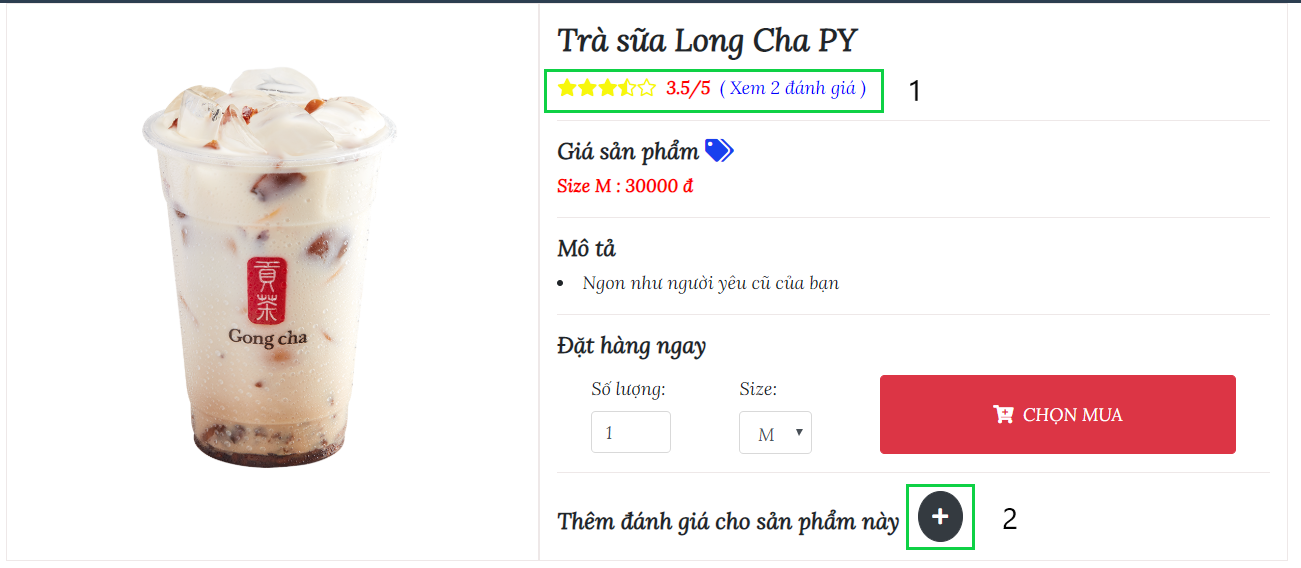 Trà sữa Long Cha PY
3.5/5 ( Xem 2 đánh giá ) 1
Giá sản phẩm
Size M : 30000 đ
Mô tả
• Ngon như người yêu cũ của bạn
Đặt hàng ngay
Số lượng: Size:
1 M CHỌN MUA
Thêm đánh giá cho sản phẩm này + 2
貢茶
Gong cha